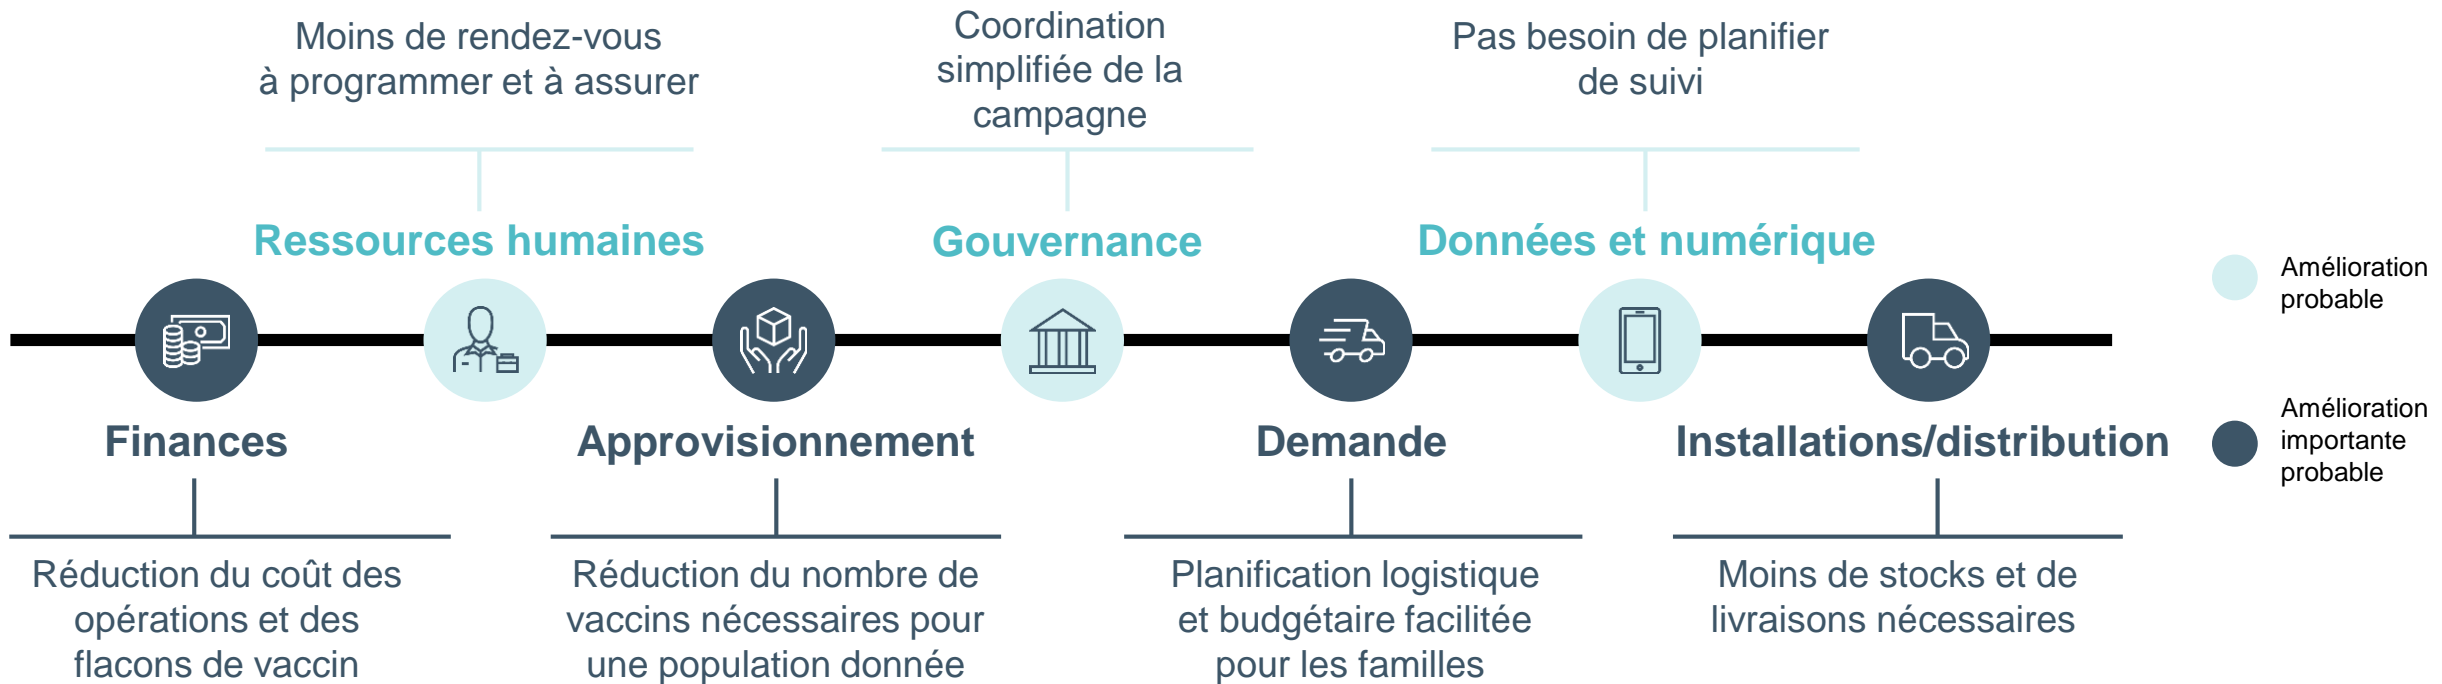 Moins de rendez-vous
à programmer et à assurer
Coordination
simplifiée de la
campagne
Pas besoin de planifier
de suivi
Ressources humaines
Gouvernance
Données et numérique
Finances
Approvisionnement
Demande
Installations/distribution
Réduction du coût des
opérations et des
flacons de vaccin
Réduction du nombre de
vaccins nécessaires pour
une population donnée
Planification logistique
et budgétaire facilitée
pour les familles
Moins de stocks et de
livraisons nécessaires
Amélioration
probable
Amélioration
importante
probable